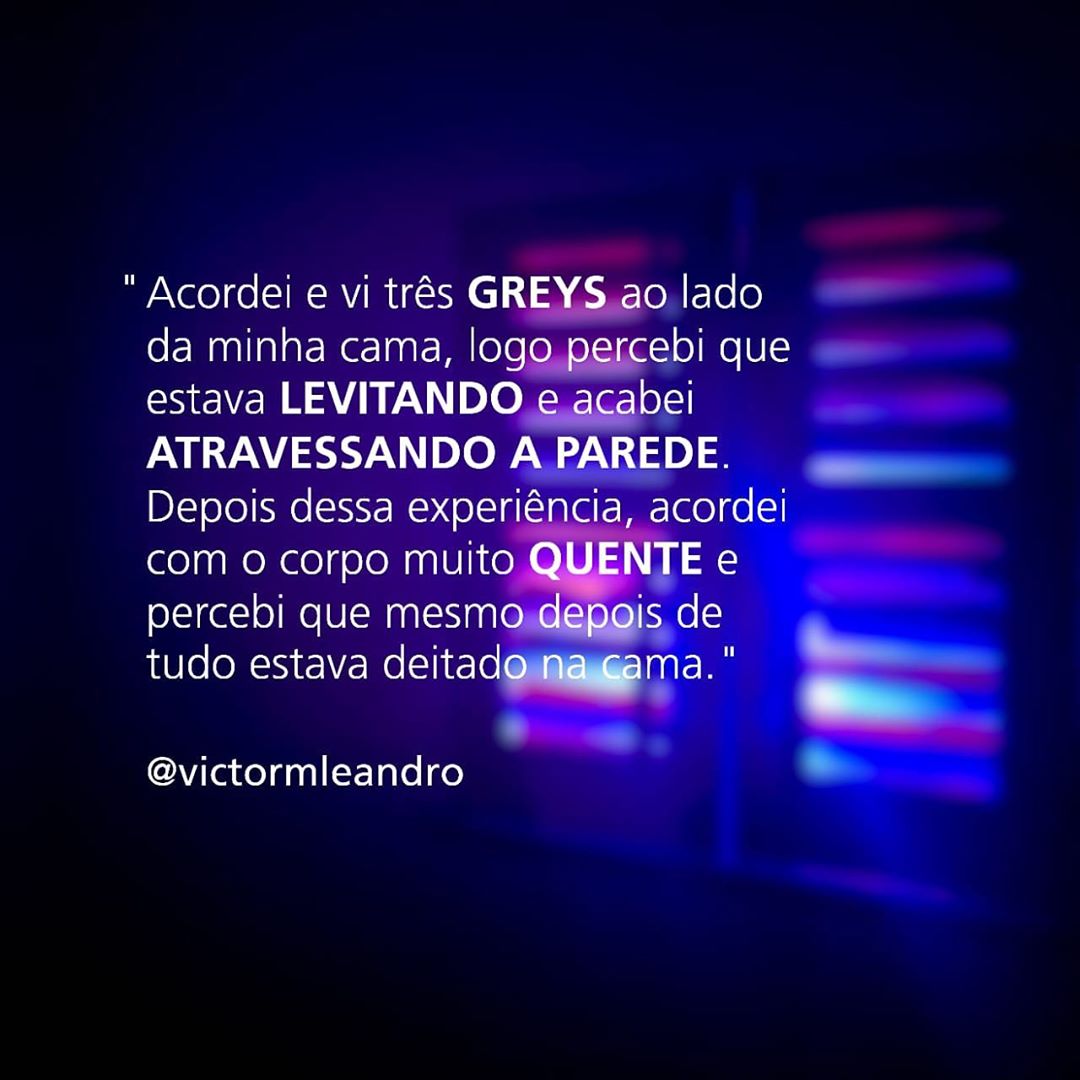 " Acordei e vi três GREYS ao lado
da minha cama, logo percebi que
estava LEVITANDO e acabei
ATRAVESSANDO A PAREDE.
Depois dessa experiência, acordei
com o corpo muito QUENTE e
percebi que mesmo depois de
tudo estava deitado na cama. "
@victormleandro